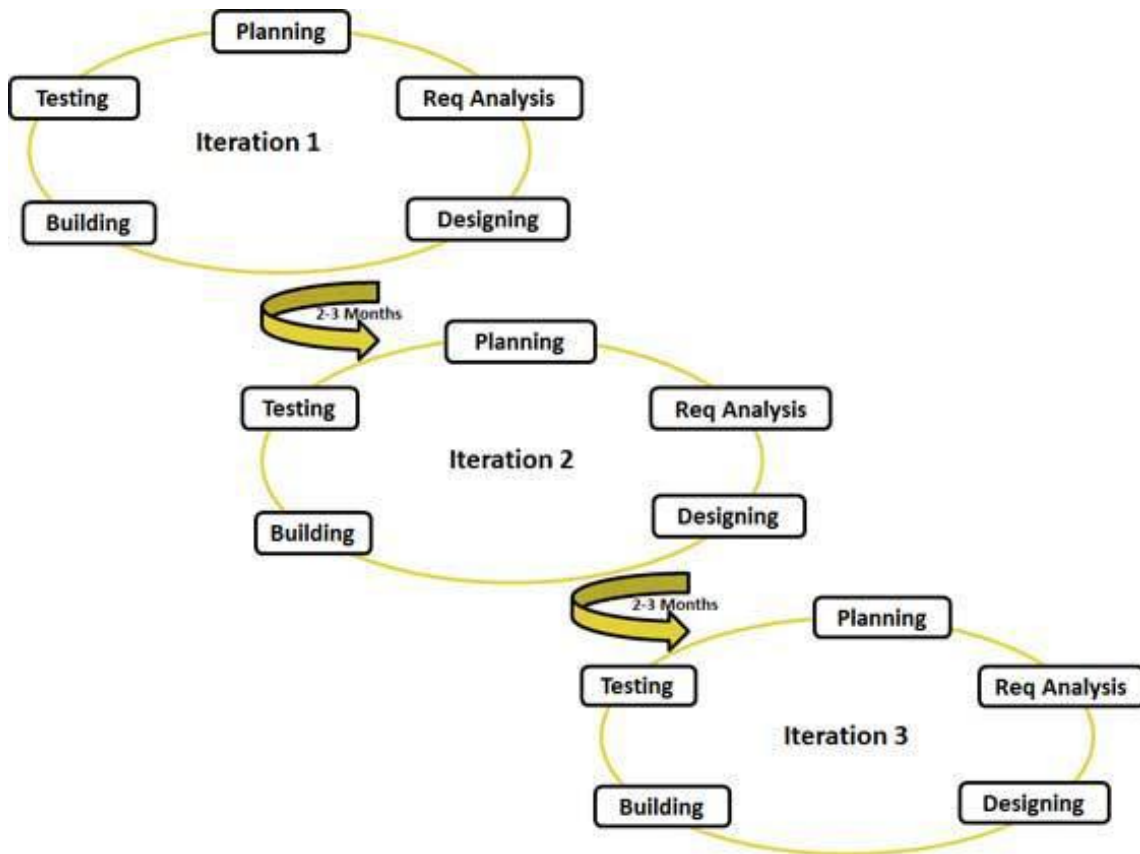 Planning
Testing
Req Analysis
Iteration 1
Building
Designing
2-3 Months
Planning
Testing
Req Analysis
Iteration 2
Building
Designing
2-3 Months
Planning
Testing
Req Analysis
Iteration 3
Building
Designing